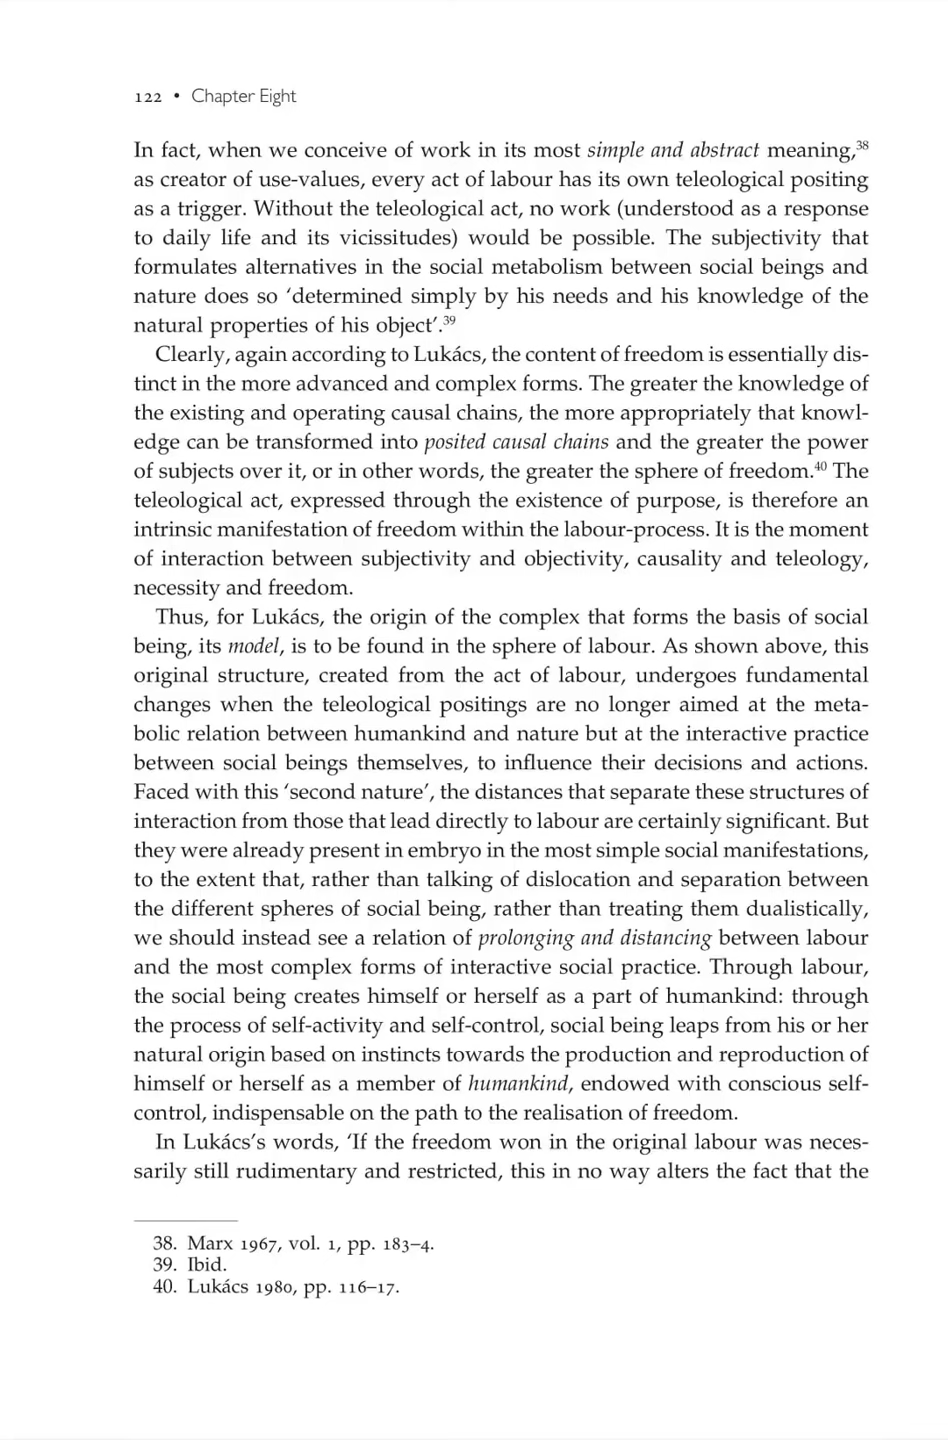 122 • Chapter Eight
In fact, when we conceive of work in its most simple and abstract meaning,38
as creator of use-values, every act of labour has its own teleological positing
as a trigger. Without the teleological act, no work (understood as a response
to daily life and its vicissitudes) would be possible. The subjectivity that
formulates alternatives in the social metabolism between social beings and
nature does so ‘determined simply by his needs and his knowledge of the
natural properties of his object’.39
Clearly, again according to Lukács, the content of freedom is essentially dis-
tinct in the more advanced and complex forms. The greater the knowledge of
the existing and operating causal chains, the more appropriately that knowl-
edge can be transformed into posited causal chains and the greater the power
of subjects over it, or in other words, the greater the sphere of freedom.40 The
teleological act, expressed through the existence of purpose, is therefore an
intrinsic manifestation of freedom within the labour-process. It is the moment
of interaction between subjectivity and objectivity, causality and teleology,
necessity and freedom.
Thus, for Lukács, the origin of the complex that forms the basis of social
being, its model, is to be found in the sphere of labour. As shown above, this
original structure, created from the act of labour, undergoes fundamental
changes when the teleological positings are no longer aimed at the meta-
bolic relation between humankind and nature but at the interactive practice
between social beings themselves, to influence their decisions and actions.
Faced with this ‘second nature’, the distances that separate these structures of
interaction from those that lead directly to labour are certainly significant. But
they were already present in embryo in the most simple social manifestations,
to the extent that, rather than talking of dislocation and separation between
the different spheres of social being, rather than treating them dualistically,
we should instead see a relation of prolonging and distancing between labour
and the most complex forms of interactive social practice. Through labour,
the social being creates himself or herself as a part of humankind: through
the process of self-activity and self-control, social being leaps from his or her
natural origin based on instincts towards the production and reproduction of
himself or herself as a member of humankind, endowed with conscious self-
control, indispensable on the path to the realisation of freedom.
In Lukács’s words, ‘If the freedom won in the original labour was neces-
sarily still rudimentary and restricted, this in no way alters the fact that the
38. Marx 1967, vol. 1, pp. 183–4.
39. Ibid.
40. Lukács 1980, pp. 116–17.